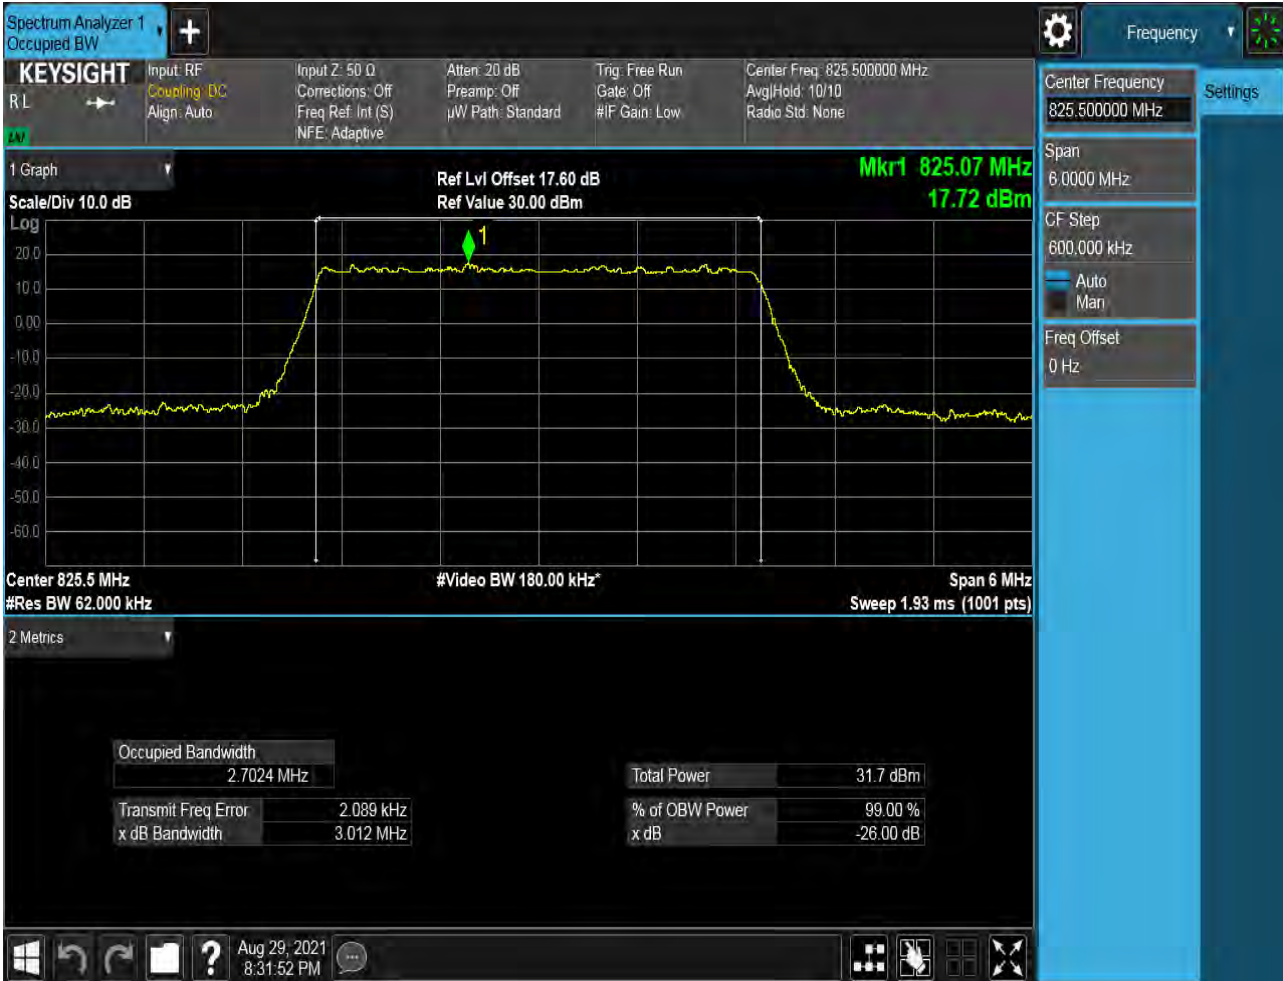 Spectrum Analyzer 1
Occupied BW
Frequency
KEYSIGHT
R L
Input: RF
Coupling: DC
Align: Auto
Input Z: 50 Ω
Corrections: Off
Freq Ref: Int (S)
NFE: Adaptive
Atten: 20 dB
Preamp: Off
µW Path: Standard
Trig: Free Run
Gate: Off
#IF Gain: Low
Center Freq: 825.500000 MHz
Avg|Hold: 10/10
Radio Std: None
Center Frequency
825.500000 MHz
Settings
Span
6.0000 MHz
CF Step
600.000 kHz
Auto
Man
Freq Offset
0 Hz
1 Graph
Scale/Div 10.0 dB
Ref Lvl Offset 17.60 dB
Ref Value 30.00 dBm
Mkr1 825.07 MHz
17.72 dBm
Log
1
20.0
10.0
0.00
-10.0
-20.0
-30.0
-40.0
-50.0
-60.0
Center 825.5 MHz
#Video BW 180.00 kHz*
Span 6 MHz
#Res BW 62.000 kHz
Sweep 1.93 ms (1001 pts)
2 Metrics
Occupied Bandwidth
2.7024 MHz
Total Power 31.7 dBm
Transmit Freq Error 2.089 kHz
% of OBW Power 99.00 %
x dB Bandwidth 3.012 MHz
x dB -26.00 dB
?
Aug 29, 2021
8:31:52 PM